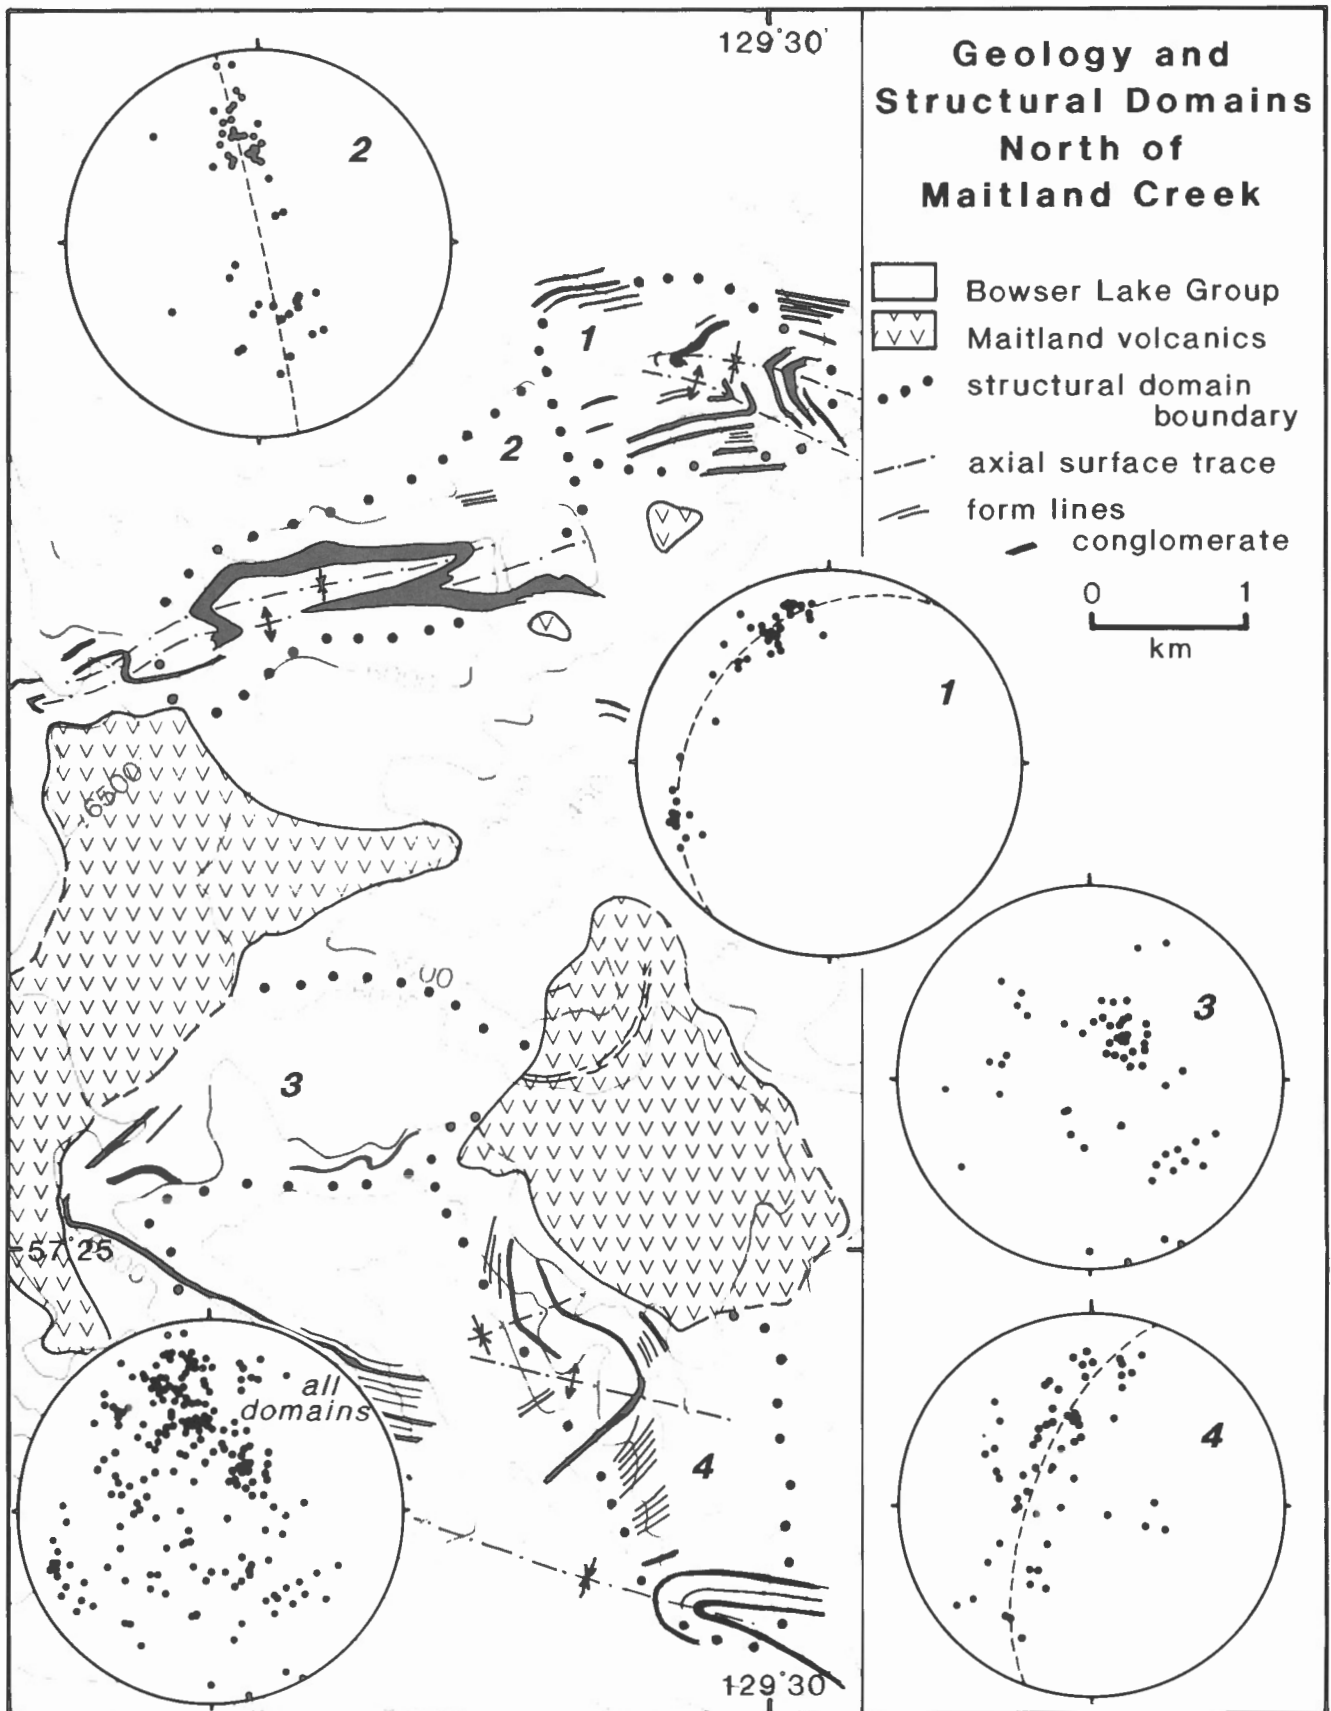 129°30'
Geology and
Structural Domains
North of
Maitland Creek
2
Bowser Lake Group
Maitland volcanics
1
structural domain
boundary
2
axial surface trace
form lines
conglomerate
0 1
km
1
6500
00
3
3
57°25
all
domains
4
4
129°30